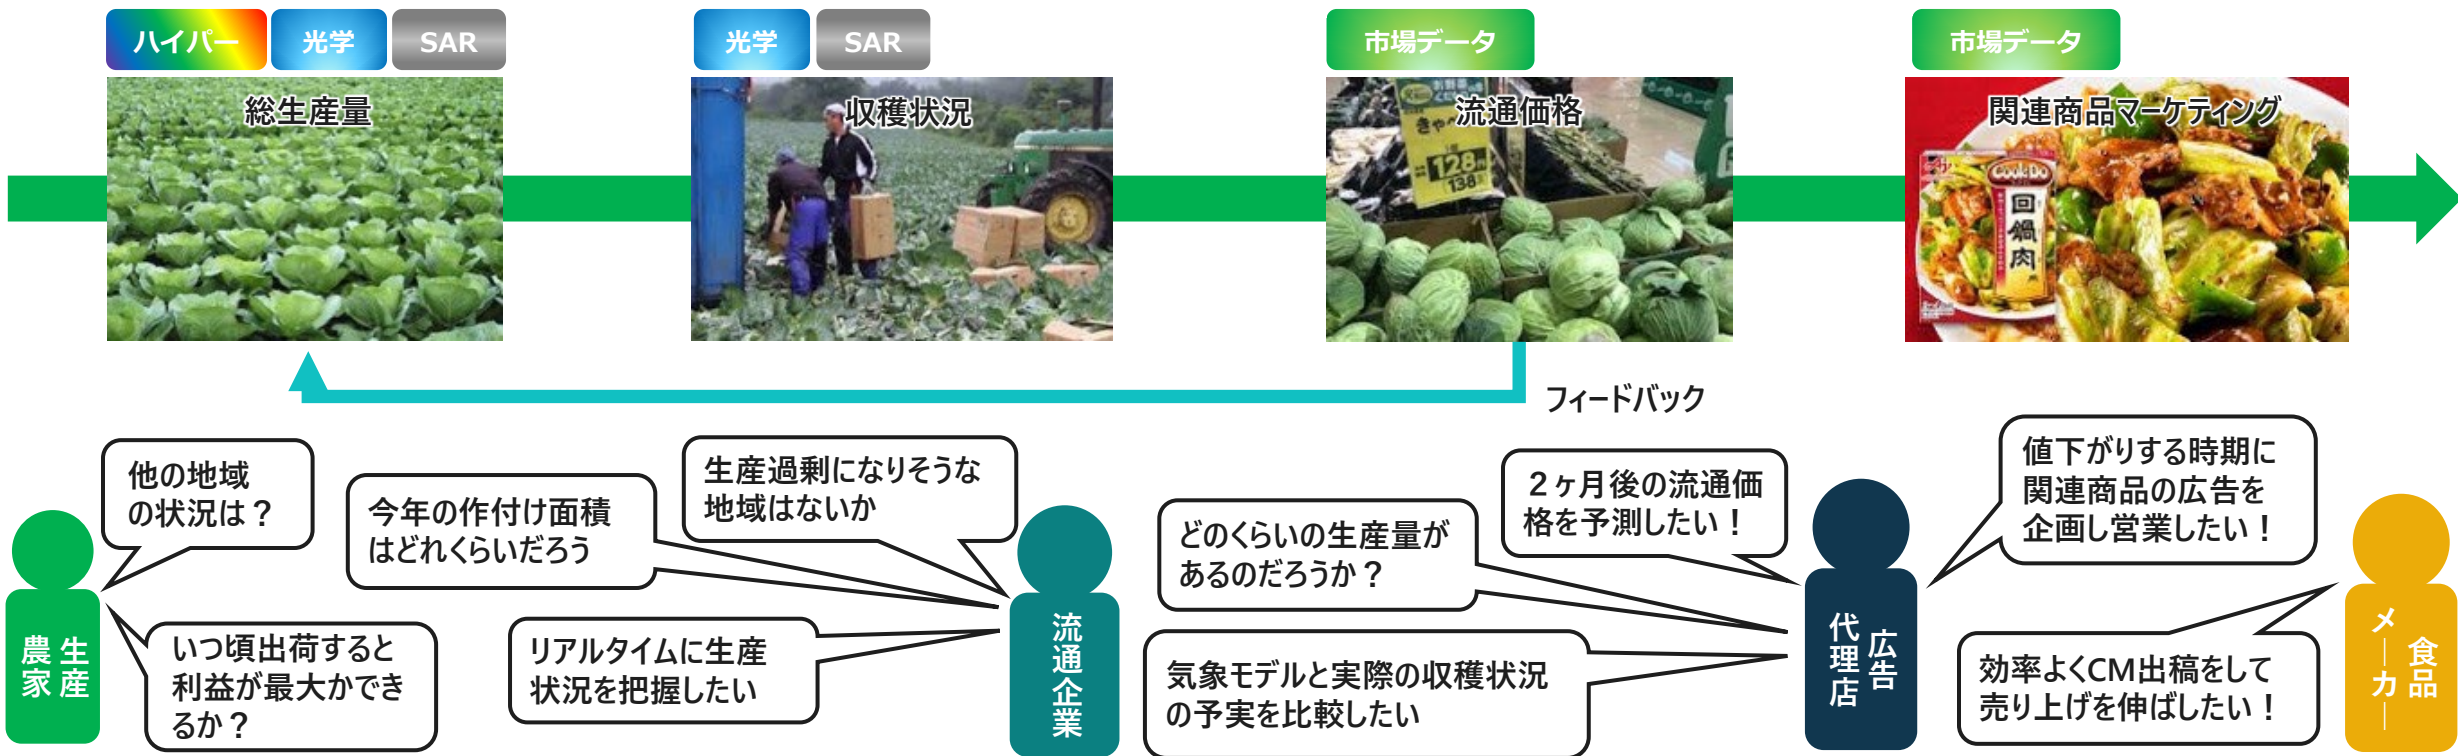 ハイパー
光学
SAR
光学
SAR
市場データ
市場データ
総生産量
収穫状況
流通価格
関連商品マーケティング
きゃべ
128
138
CookDo
回鍋肉
フィードバック
他の地域
の状況は？
いつ頃出荷すると
利益が最大かでき
るか？
生産
農家
今年の作付け面積
はどれくらいだろう
生産過剰になりそうな
地域はないか
リアルタイムに生産
状況を把握したい
流通企業
どのくらいの生産量が
あるのだろうか？
２ヶ月後の流通価
格を予測したい！
気象モデルと実際の収穫状況
の予実を比較したい
広告
代理店
値下がりする時期に
関連商品の広告を
企画し営業したい！
効率よくCM出稿をして
売り上げを伸ばしたい！
食品
メーカー